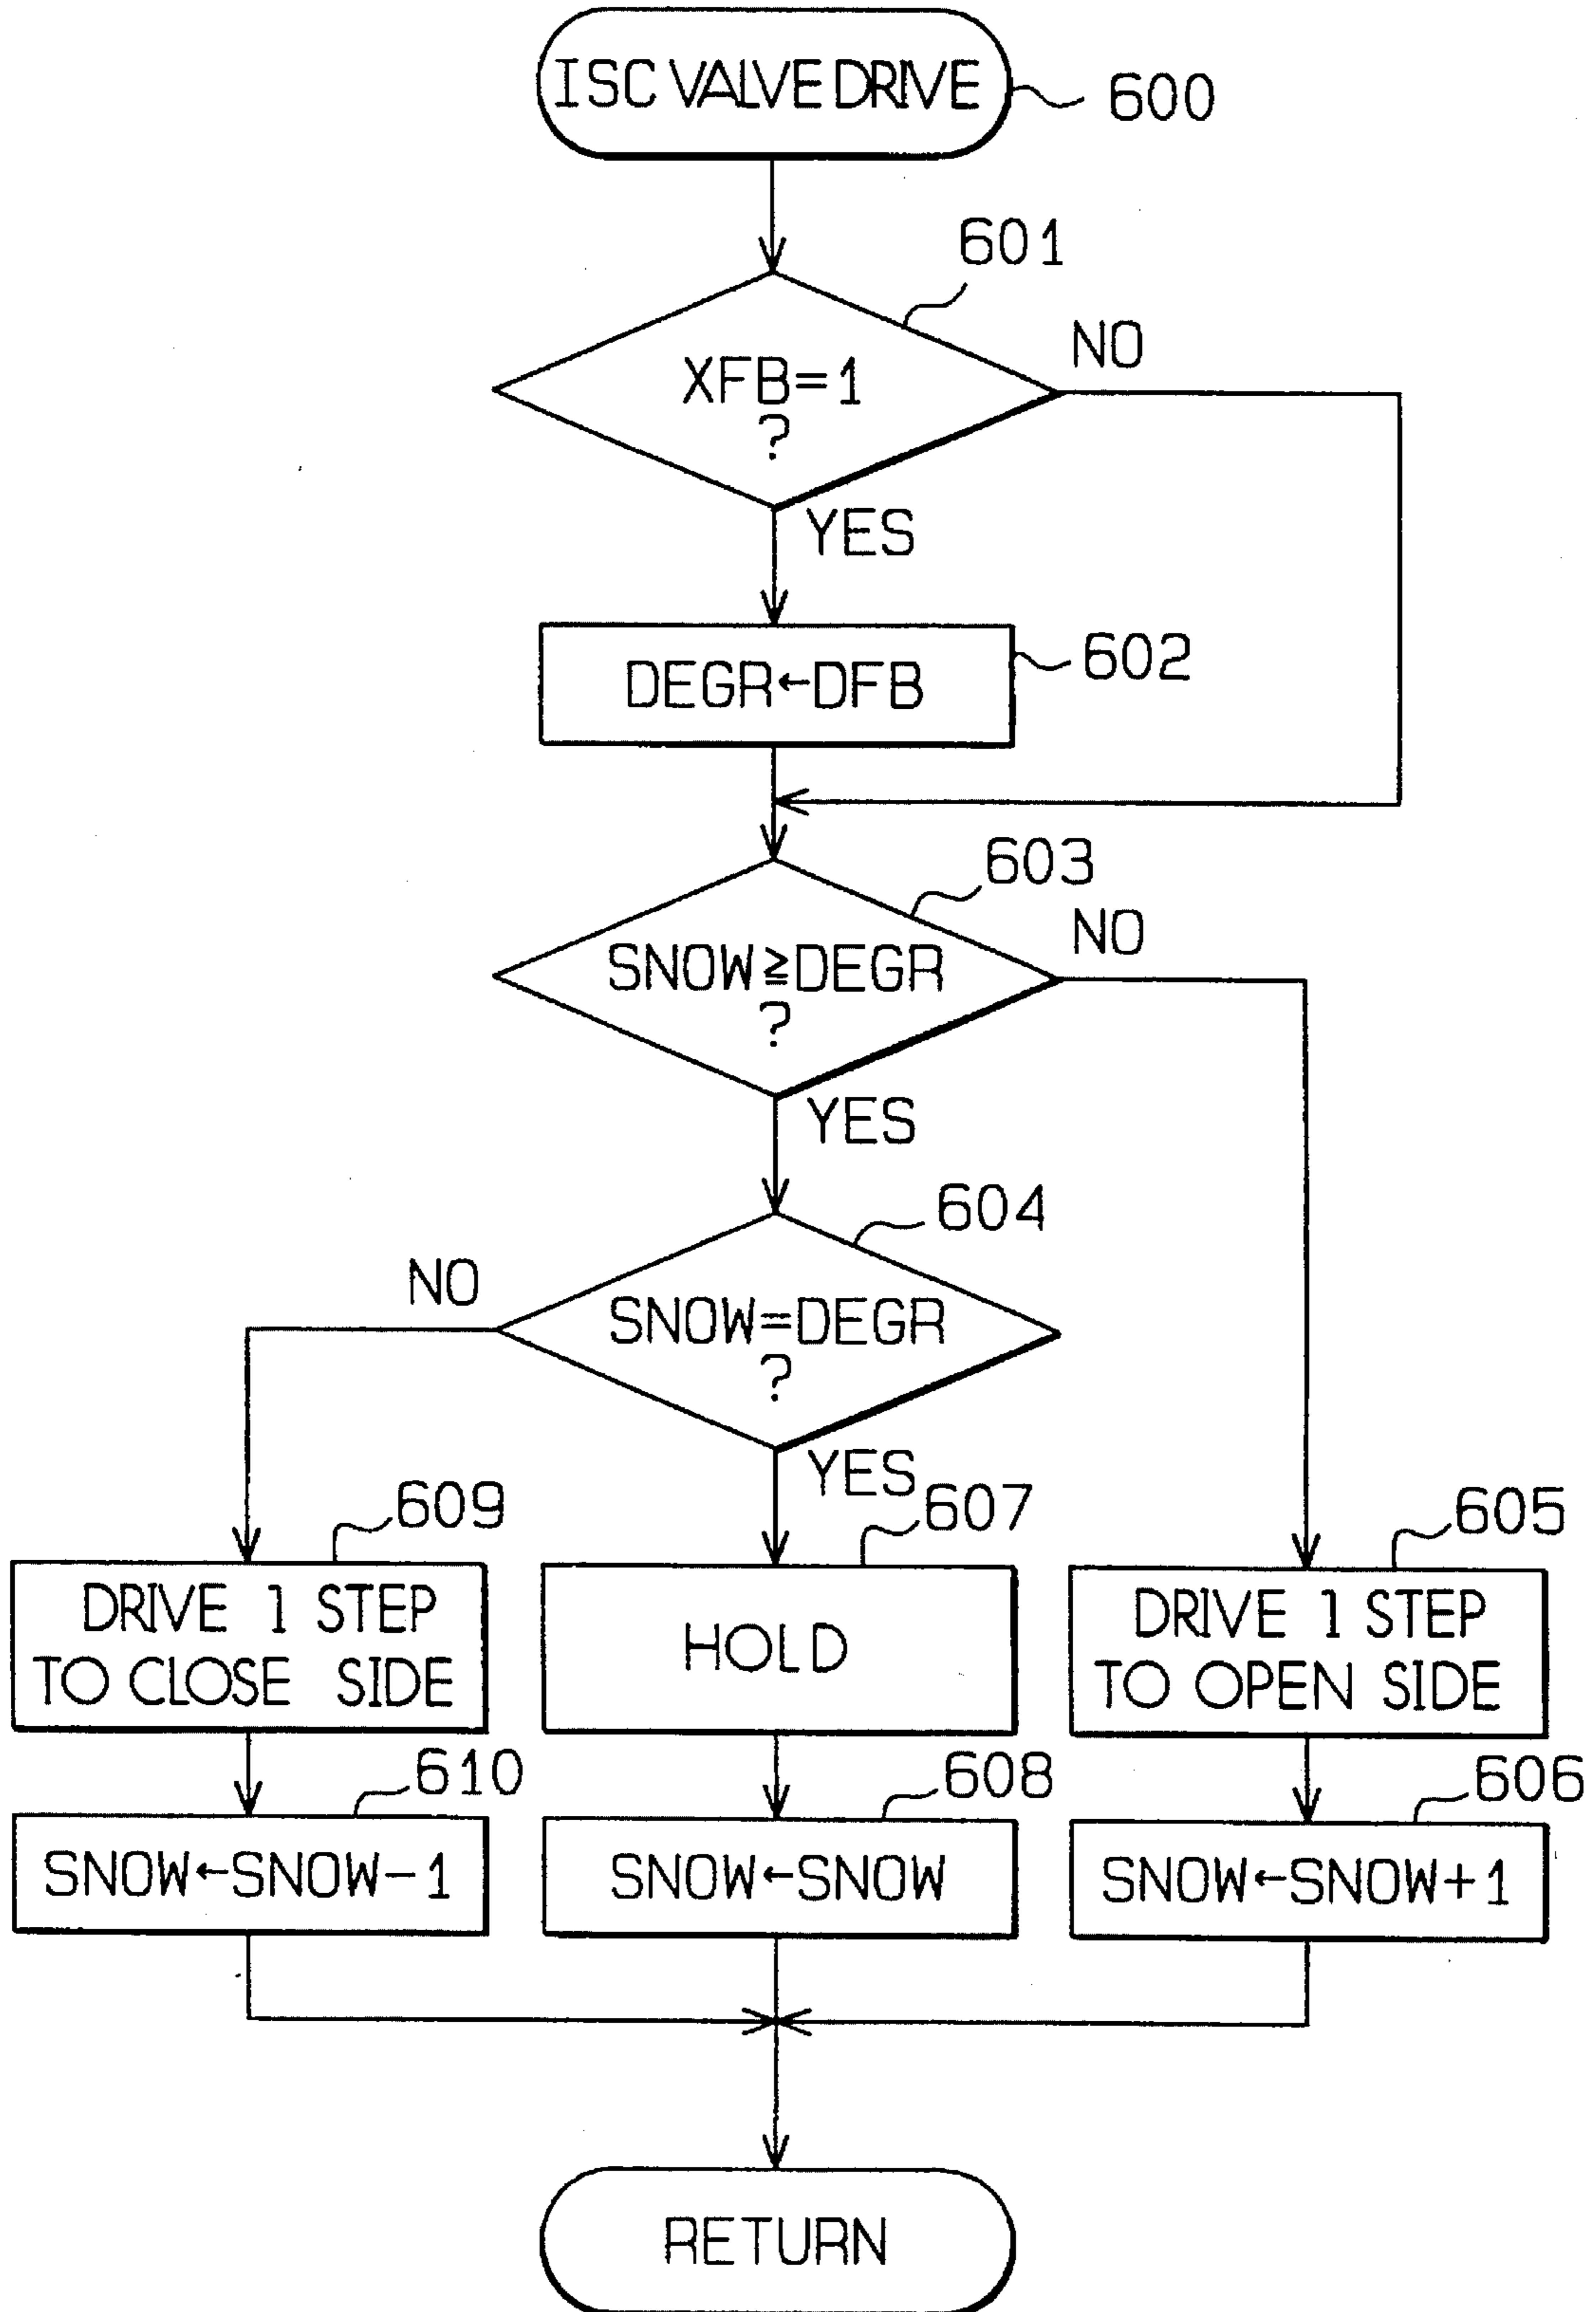 ISC VALVE DRIVE
600
601
XFB=1
?
NO
YES
DEGR←DFB
602
603
SNOW≧DEGR
?
NO
YES
604
SNOW=DEGR
?
NO
YES
609
DRIVE 1 STEP
TO CLOSE SIDE
607
HOLD
605
DRIVE 1 STEP
TO OPEN SIDE
610
SNOW←SNOW-1
608
SNOW←SNOW
606
SNOW←SNOW+1
RETURN